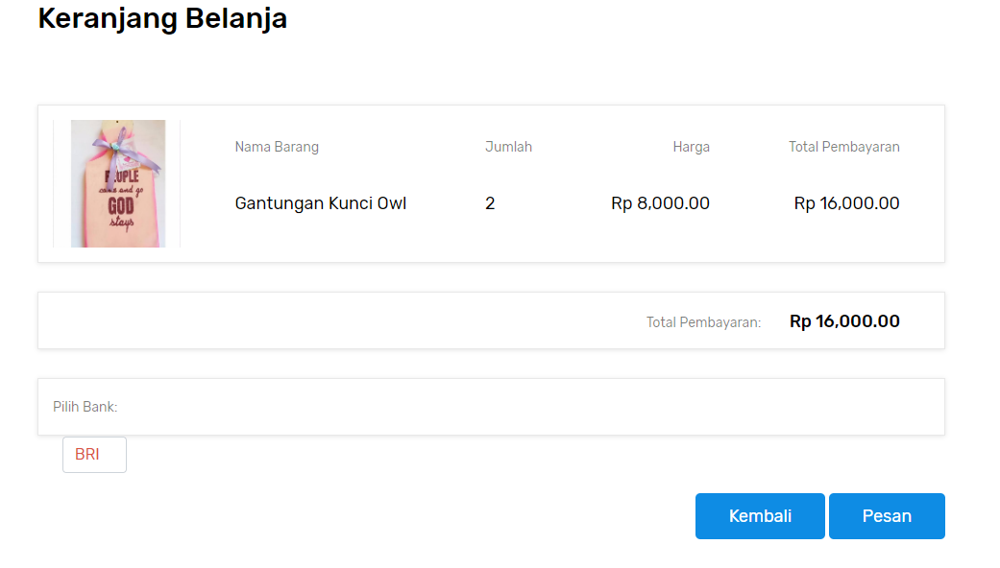 Keranjang Belanja
Nama Barang Jumlah Harga Total Pembayaran
PEOPLE
come and go
GOD
stays
Gantungan Kunci Owl 2 Rp 8,000.00 Rp 16,000.00
Total Pembayaran: Rp 16,000.00
Pilih Bank:
BRI
Kembali Pesan